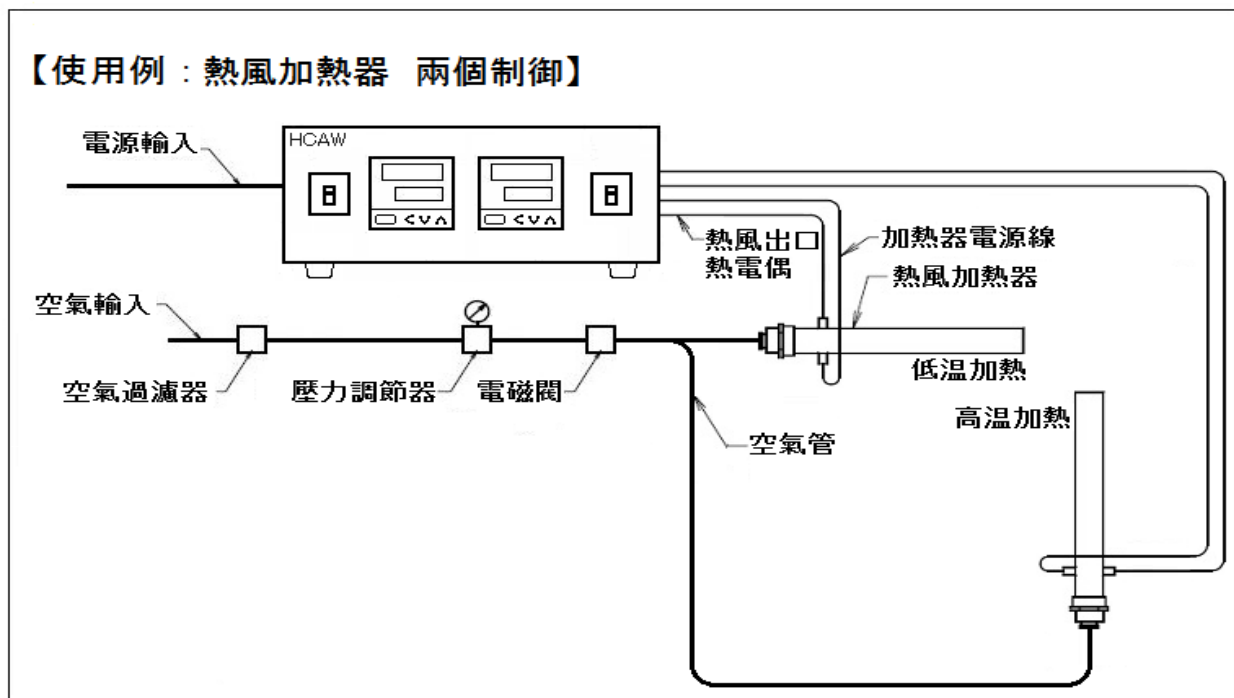 【使用例：熱風加熱器 兩個制御】
電源輸入
HCAW
熱風出口
熱電偶
加熱器電源線
熱風加熱器
空氣輸入
空氣過濾器
壓力調節器
電磁閥
低温加熱
高温加熱
空氣管